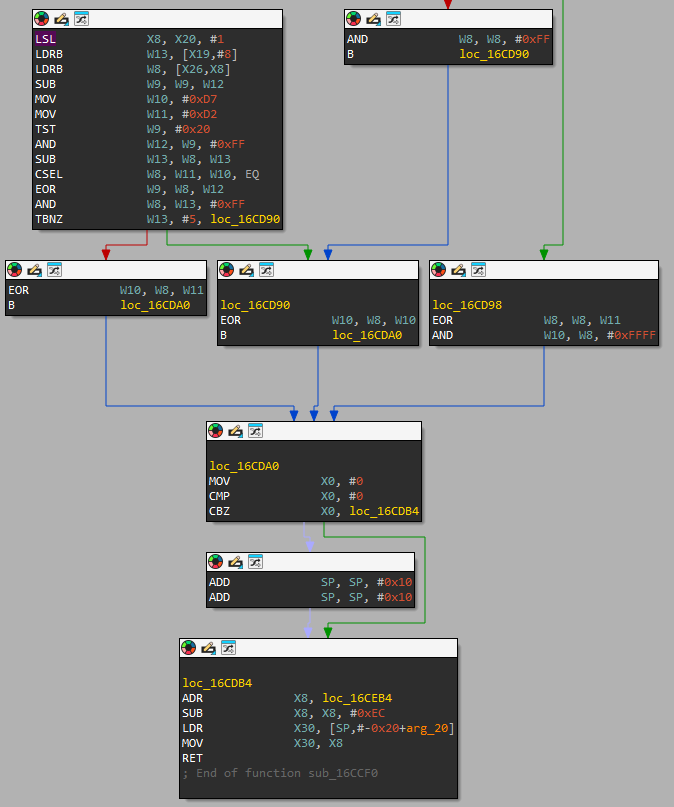 LSL X8, X20, #1
LDRB W13, [X19,#8]
LDRB W8, [X26,X8]
SUB W9, W9, W12
MOV W10, #0xD7
MOV W11, #0xD2
TST W9, #0x20
AND W12, W9, #0xFF
SUB W13, W8, W13
CSEL W8, W11, W10, EQ
EOR W9, W8, W12
AND W8, W13, #0xFF
TBNZ W13, #5, loc_16CD90
AND W8, W8, #0xFF
B loc_16CD90
EOR W10, W8, W11
B loc_16CDA0
loc_16CD90
EOR W10, W8, W10
B loc_16CDA0
loc_16CD98
EOR W8, W8, W11
AND W10, W8, #0xFFFF
loc_16CDA0
MOV X0, #0
CMP X0, #0
CBZ X0, loc_16CDB4
ADD SP, SP, #0x10
ADD SP, SP, #0x10
loc_16CDB4
ADR X8, loc_16CEB4
SUB X8, X8, #0xEC
LDR X30, [SP,#-0x20+arg_20]
MOV X30, X8
RET
; End of function sub_16CCF0